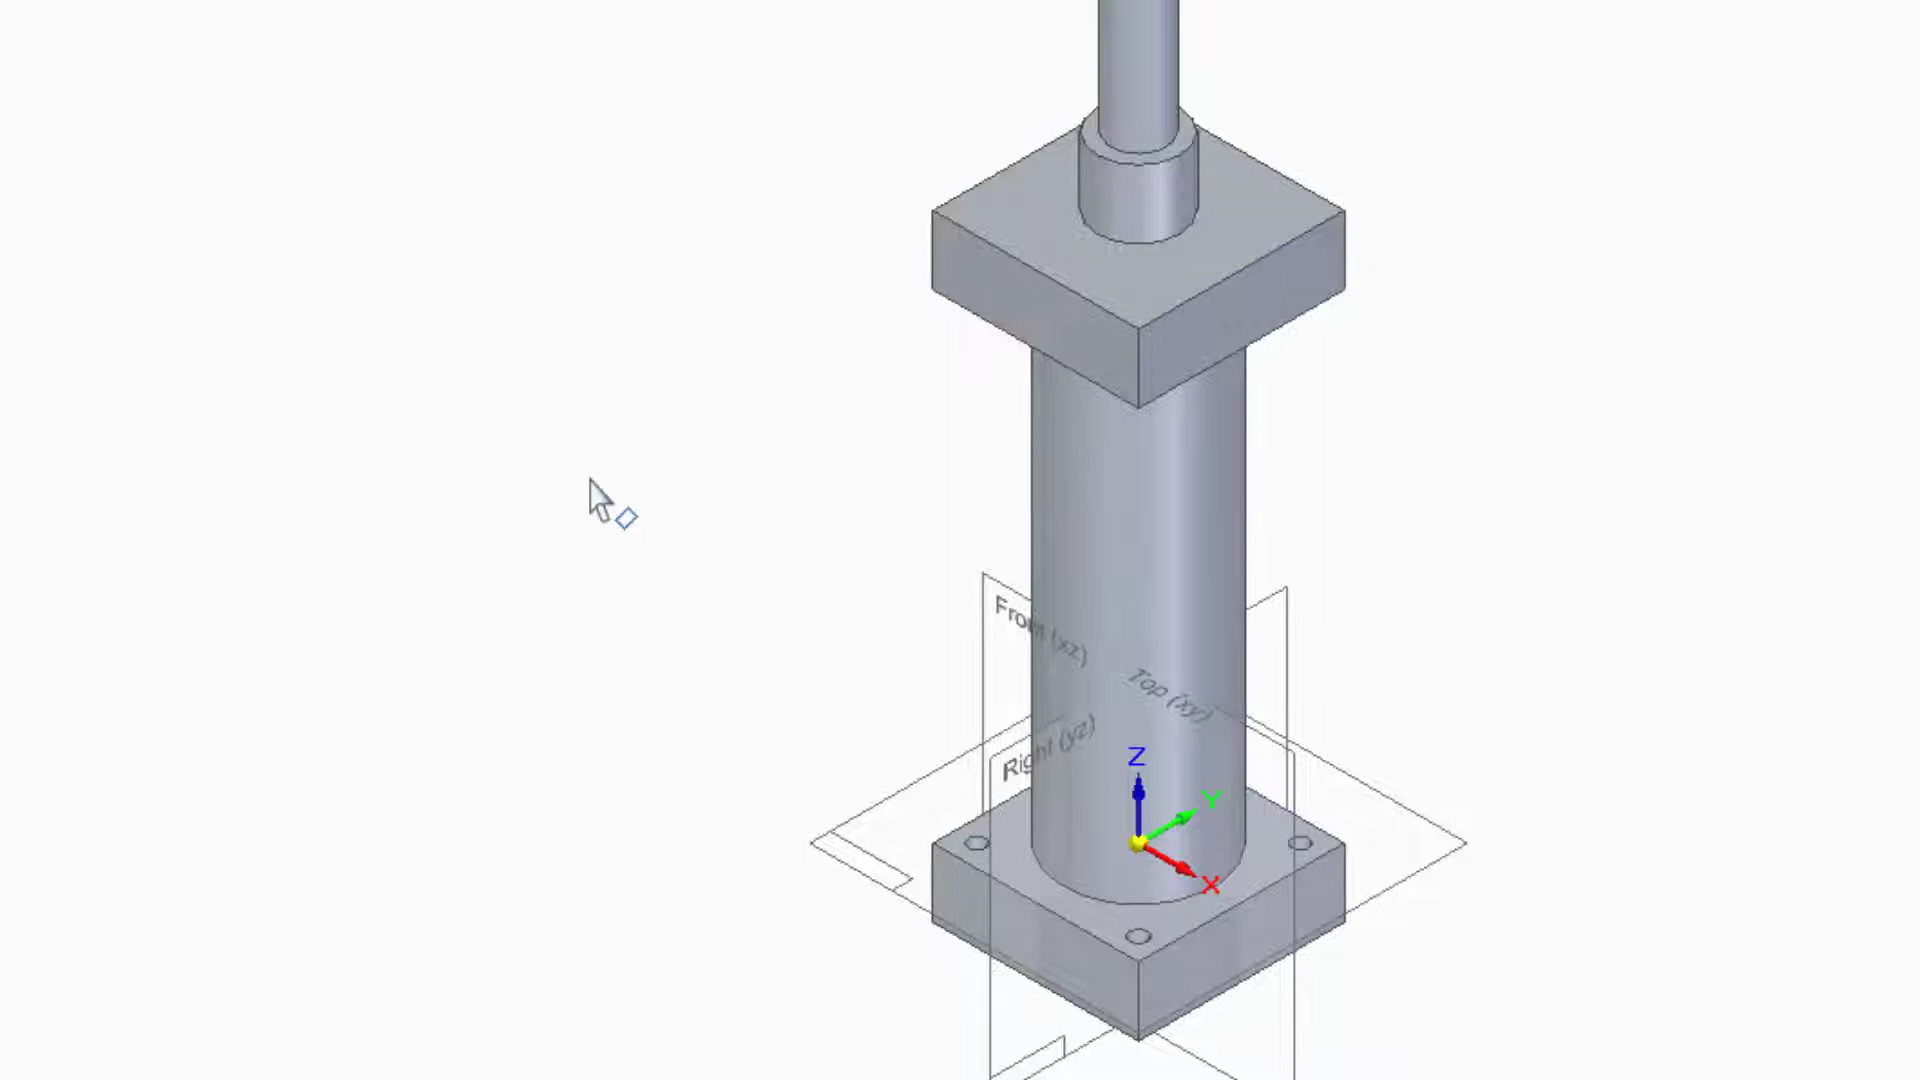 Front (xz)
Top (xy)
Right (yz)
Z
Y
X